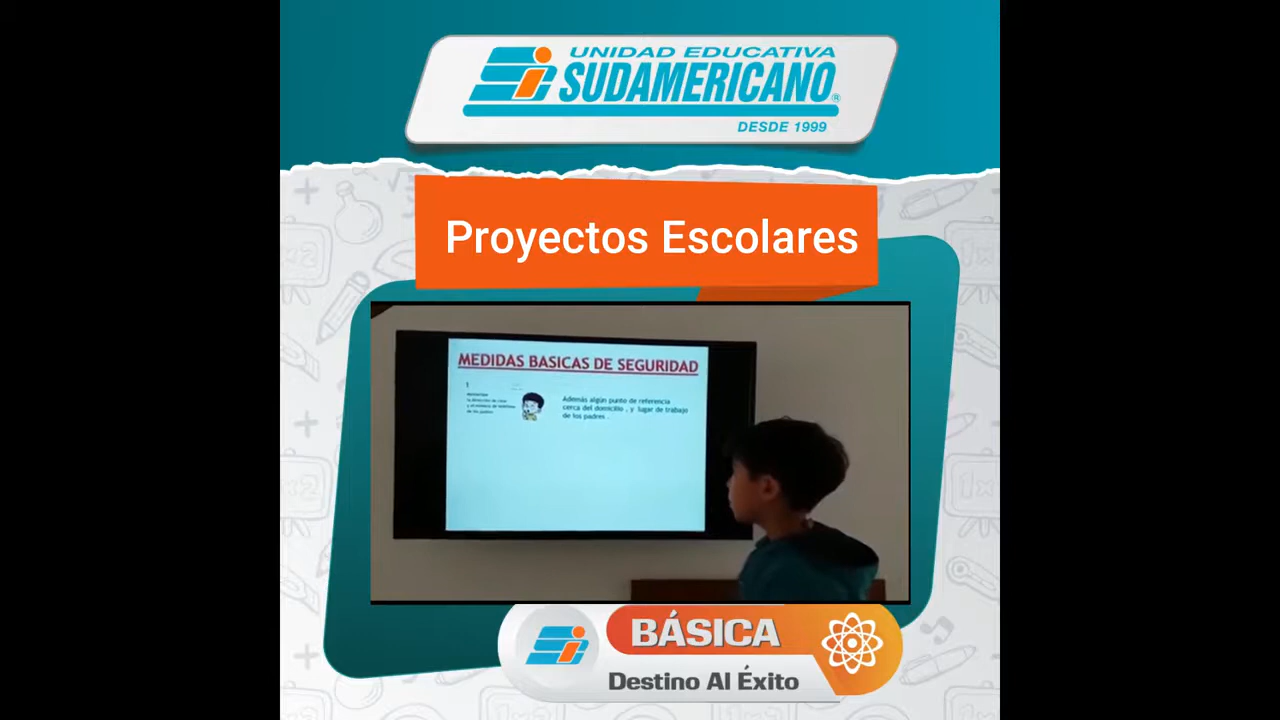 UNIDAD EDUCATIVA
SUDAMERICANO
DESDE 1999
Proyectos Escolares
MEDIDAS BASICAS DE SEGURIDAD
1
Además algún punto de referencia
cerca del domicilio , y lugar de trabajo
de los padres .
BÁSICA
Destino Al Éxito